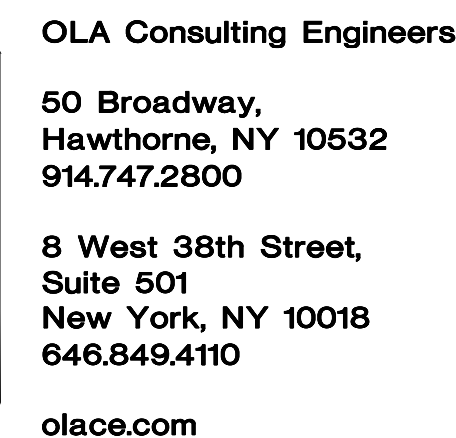 OLA Consulting Engineers
50 Broadway,
Hawthorne, NY 10532
914.747.2800
8 West 38th Street,
Suite 501
New York, NY 10018
646.849.4110
olace.com